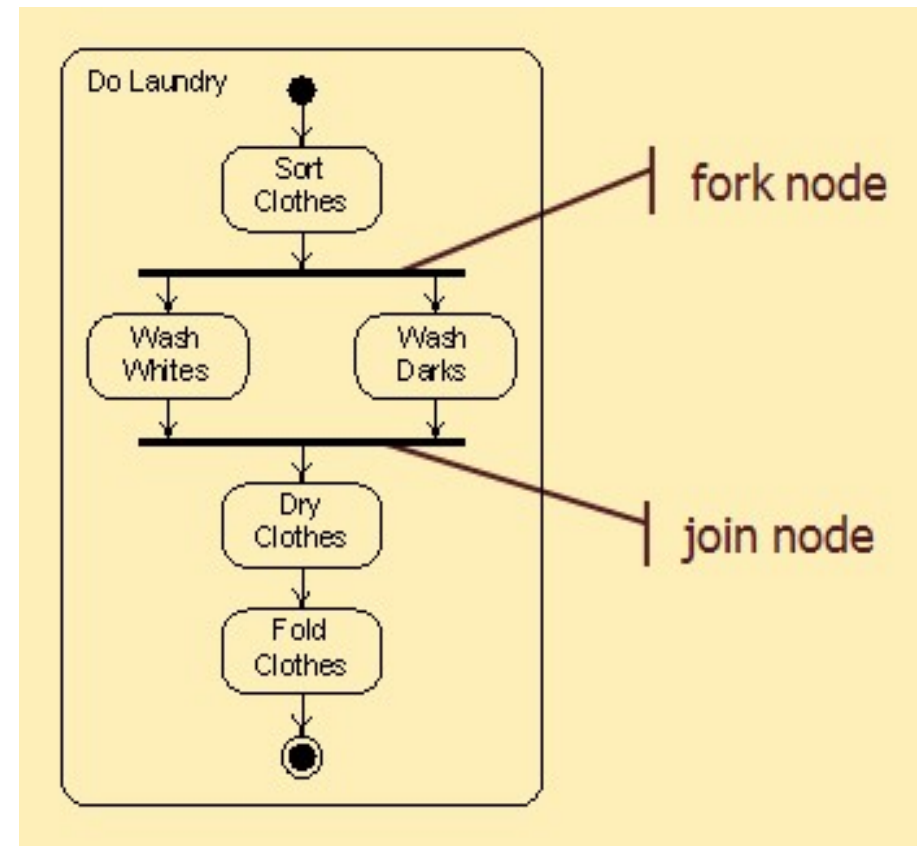 Do Laundry
Sort
Clothes
fork node
Wash
Whites
Wash
Darks
Dry
Clothes
join node
Fold
Clothes